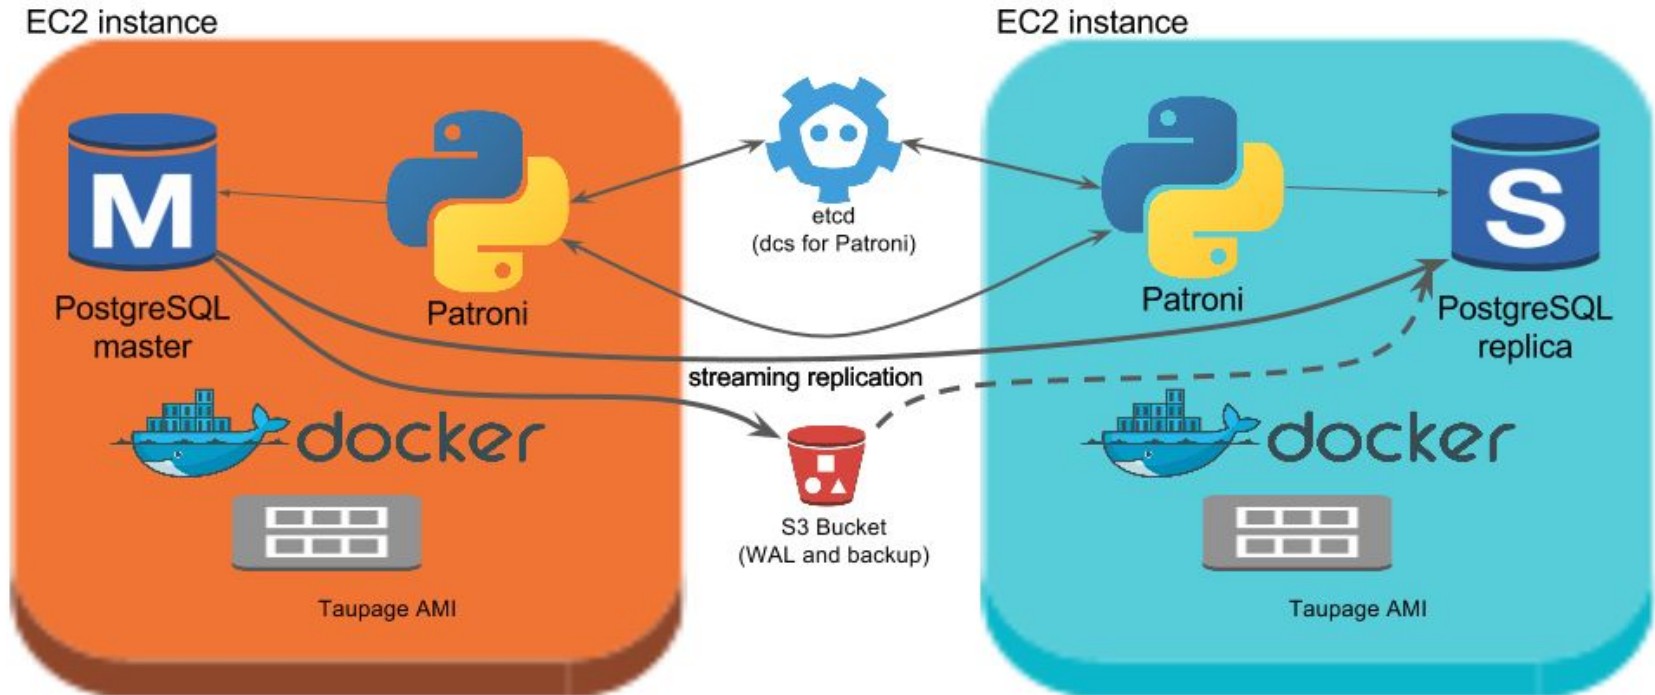 EC2 instance
EC2 instance
M
S
etcd
(dcs for Patroni)
PostgreSQL
master
Patroni
Patroni
PostgreSQL
replica
streaming replication
docker
docker
S3 Bucket
(WAL and backup)
Taupage AMI
Taupage AMI